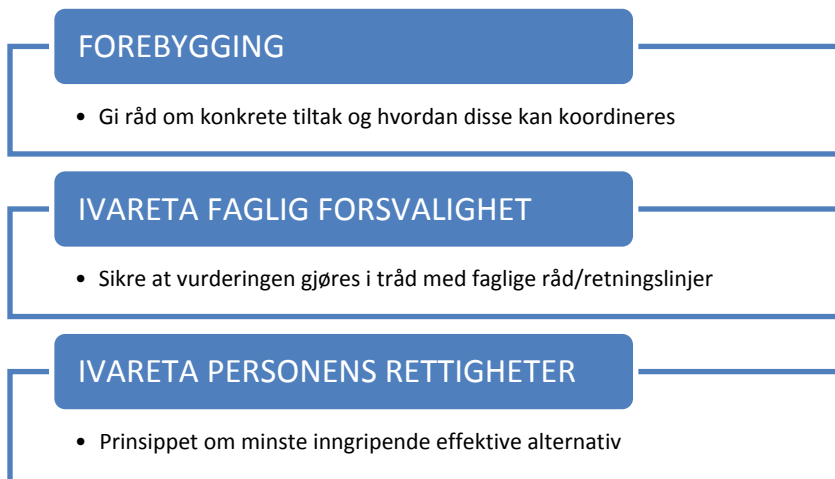 FOREBYGGING
• Gi råd om konkrete tiltak og hvordan disse kan koordineres
IVARETA FAGLIG FORSVALIGHET
• Sikre at vurderingen gjøres i tråd med faglige råd/retningslinjer
IVARETA PERSONENS RETTIGHETER
• Prinsippet om minste inngripende effektive alternativ